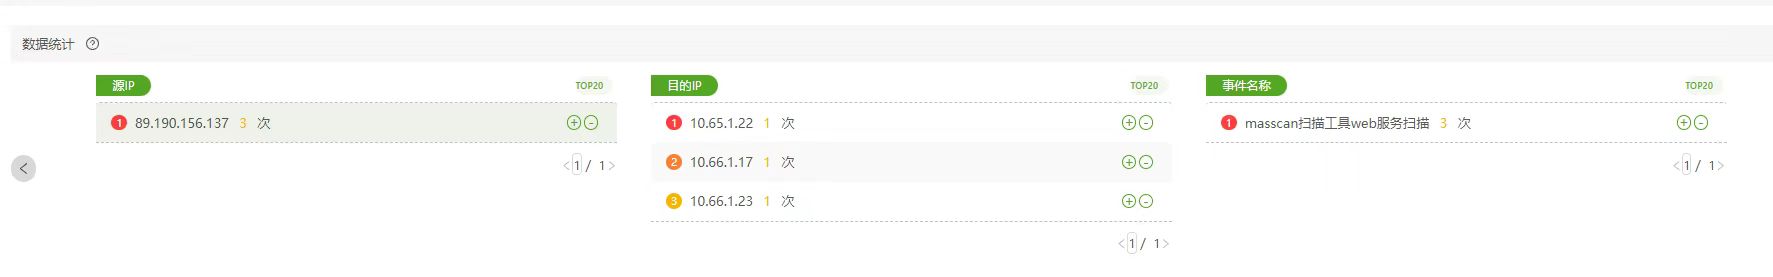 数据统计 ?
源IP TOP20
1 89.190.156.137 3 次
< 1 / 1 >
目的IP TOP20
1 10.65.1.22 1 次
2 10.66.1.17 1 次
3 10.66.1.23 1 次
< 1 / 1 >
事件名称 TOP20
1 masscan扫描工具web服务扫描 3 次
< 1 / 1 >